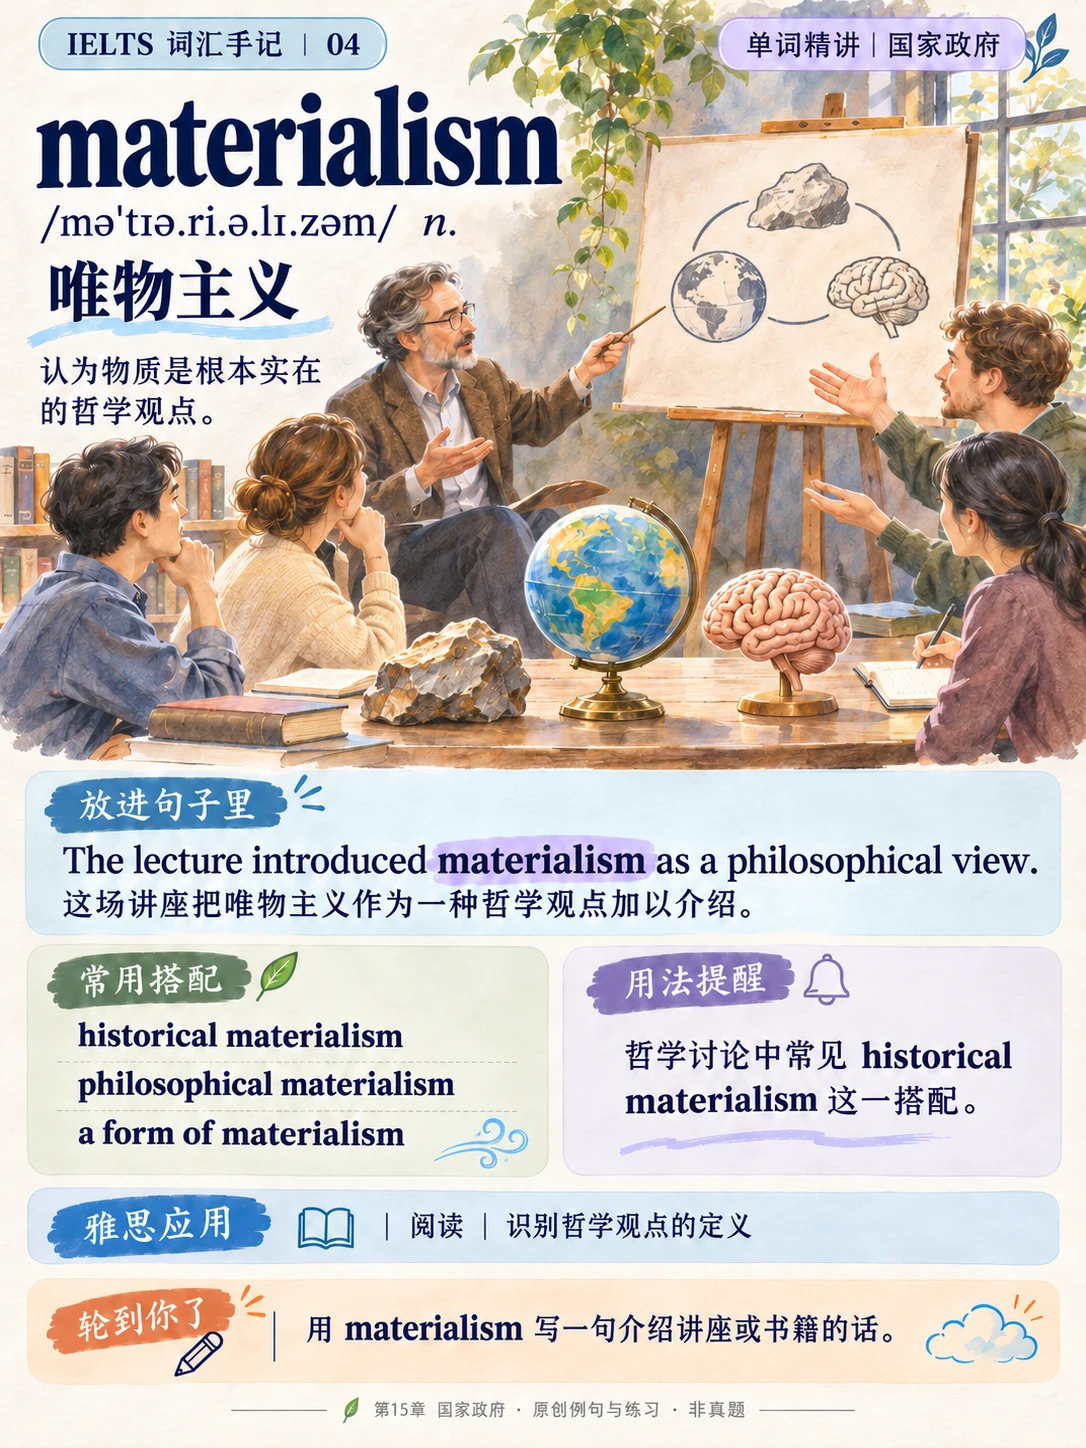 IELTS 词汇手记 | 04
单词精讲 | 国家政府
materialism
/məˈtɪə.ri.ə.lɪ.zəm/ n.
唯物主义
认为物质是根本实在
的哲学观点。
放进句子里
The lecture introduced materialism as a philosophical view.
这场讲座把唯物主义作为一种哲学观点加以介绍。
常用搭配
historical materialism
philosophical materialism
a form of materialism
用法提醒
哲学讨论中常见 historical
materialism 这一搭配。
雅思应用 | 阅读 | 识别哲学观点的定义
轮到你了 | 用 materialism 写一句介绍讲座或书籍的话。
第15章 国家政府 · 原创例句与练习 · 非真题